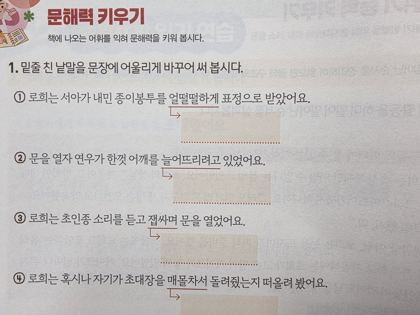 문해력 키우기
책에 나오는 어휘를 익혀 문해력을 키워 봅시다.
1. 밑줄 친 낱말을 문장에 어울리게 바꾸어 써 봅시다.
① 로희는 서아가 내민 종이봉투를 얼떨떨하게 표정으로 받았어요.
② 문을 열자 연우가 한껏 어깨를 늘어뜨리려고 있었어요.
③ 로희는 초인종 소리를 듣고 잽싸며 문을 열었어요.
④ 로희는 혹시나 자기가 초대장을 매몰차서 돌려줬는지 떠올려 봤어요.